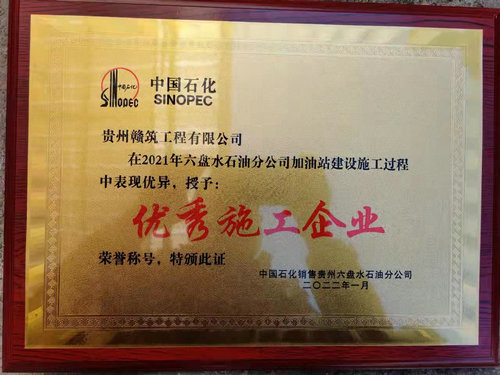 中国石化
SINOPEC
SINOPEC
贵州赣筑工程有限公司
在2021年六盘水石油分公司加油站建设施工过程
中表现优异，授予：
优秀施工企业
荣誉称号，特颁此证
中国石化销售贵州六盘水石油分公司
二〇二二年一月